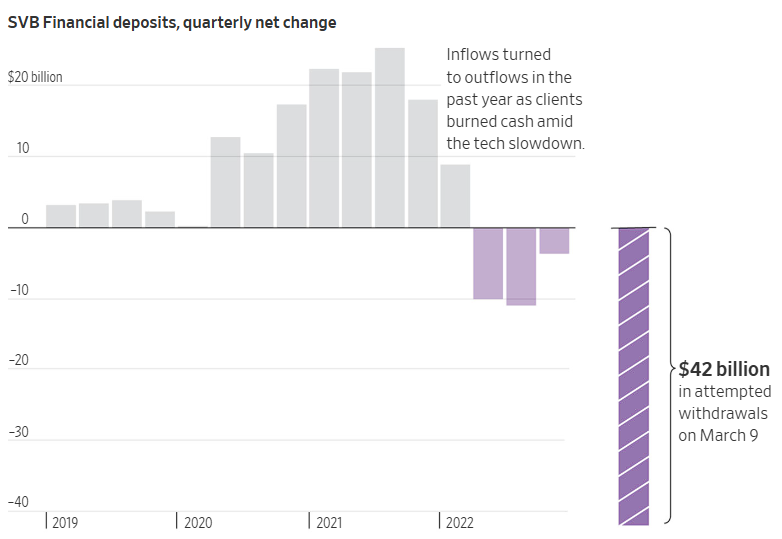 SVB Financial deposits, quarterly net change
$20 billion
10
0
–10
–20
–30
–40
Inflows turned
to outflows in the
past year as clients
burned cash amid
the tech slowdown.
$42 billion
in attempted
withdrawals
on March 9
2019
2020
2021
2022